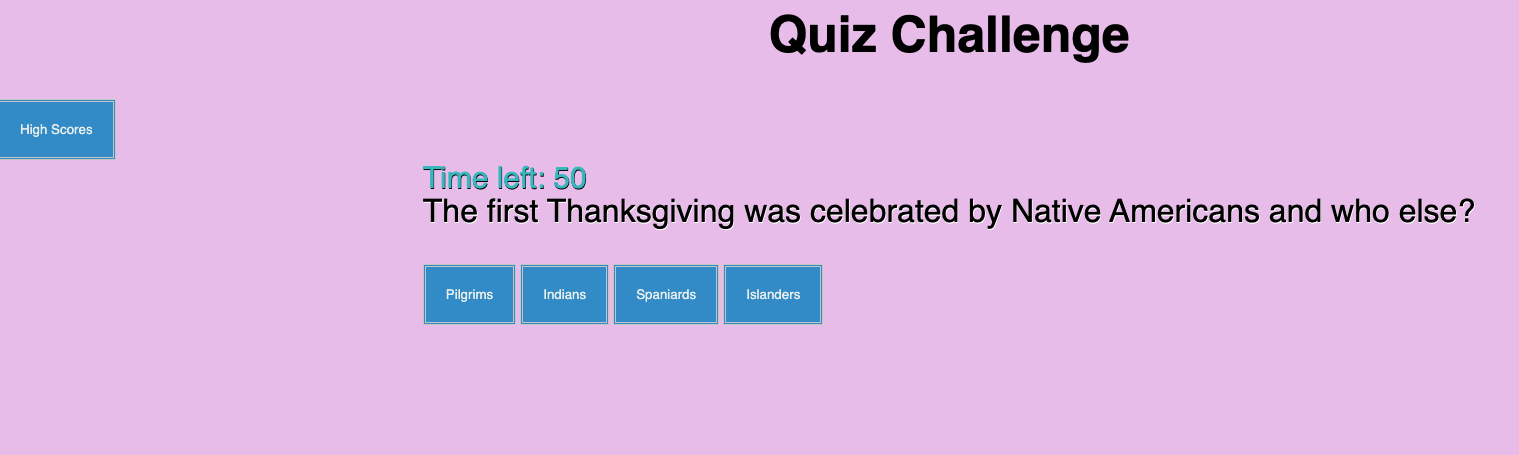 Quiz Challenge
High Scores
Time left: 50
The first Thanksgiving was celebrated by Native Americans and who else?
Pilgrims Indians Spaniards Islanders